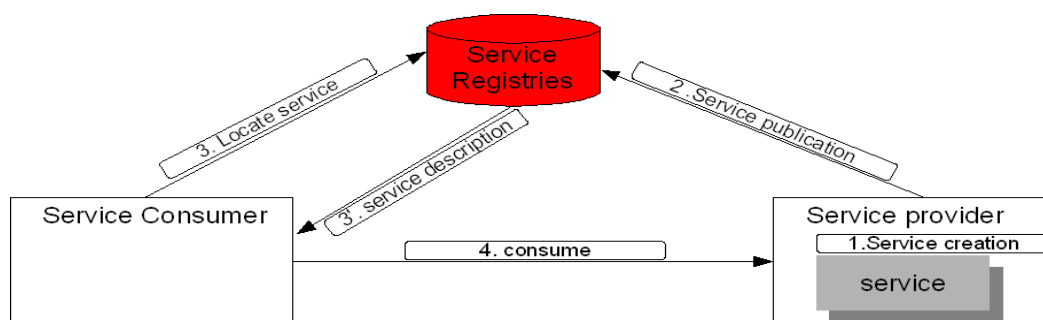 Service
Registries
3. Locate service
2 .Service publication
3'. service description
Service Consumer
Service provider
1.Service creation
4. consume
service